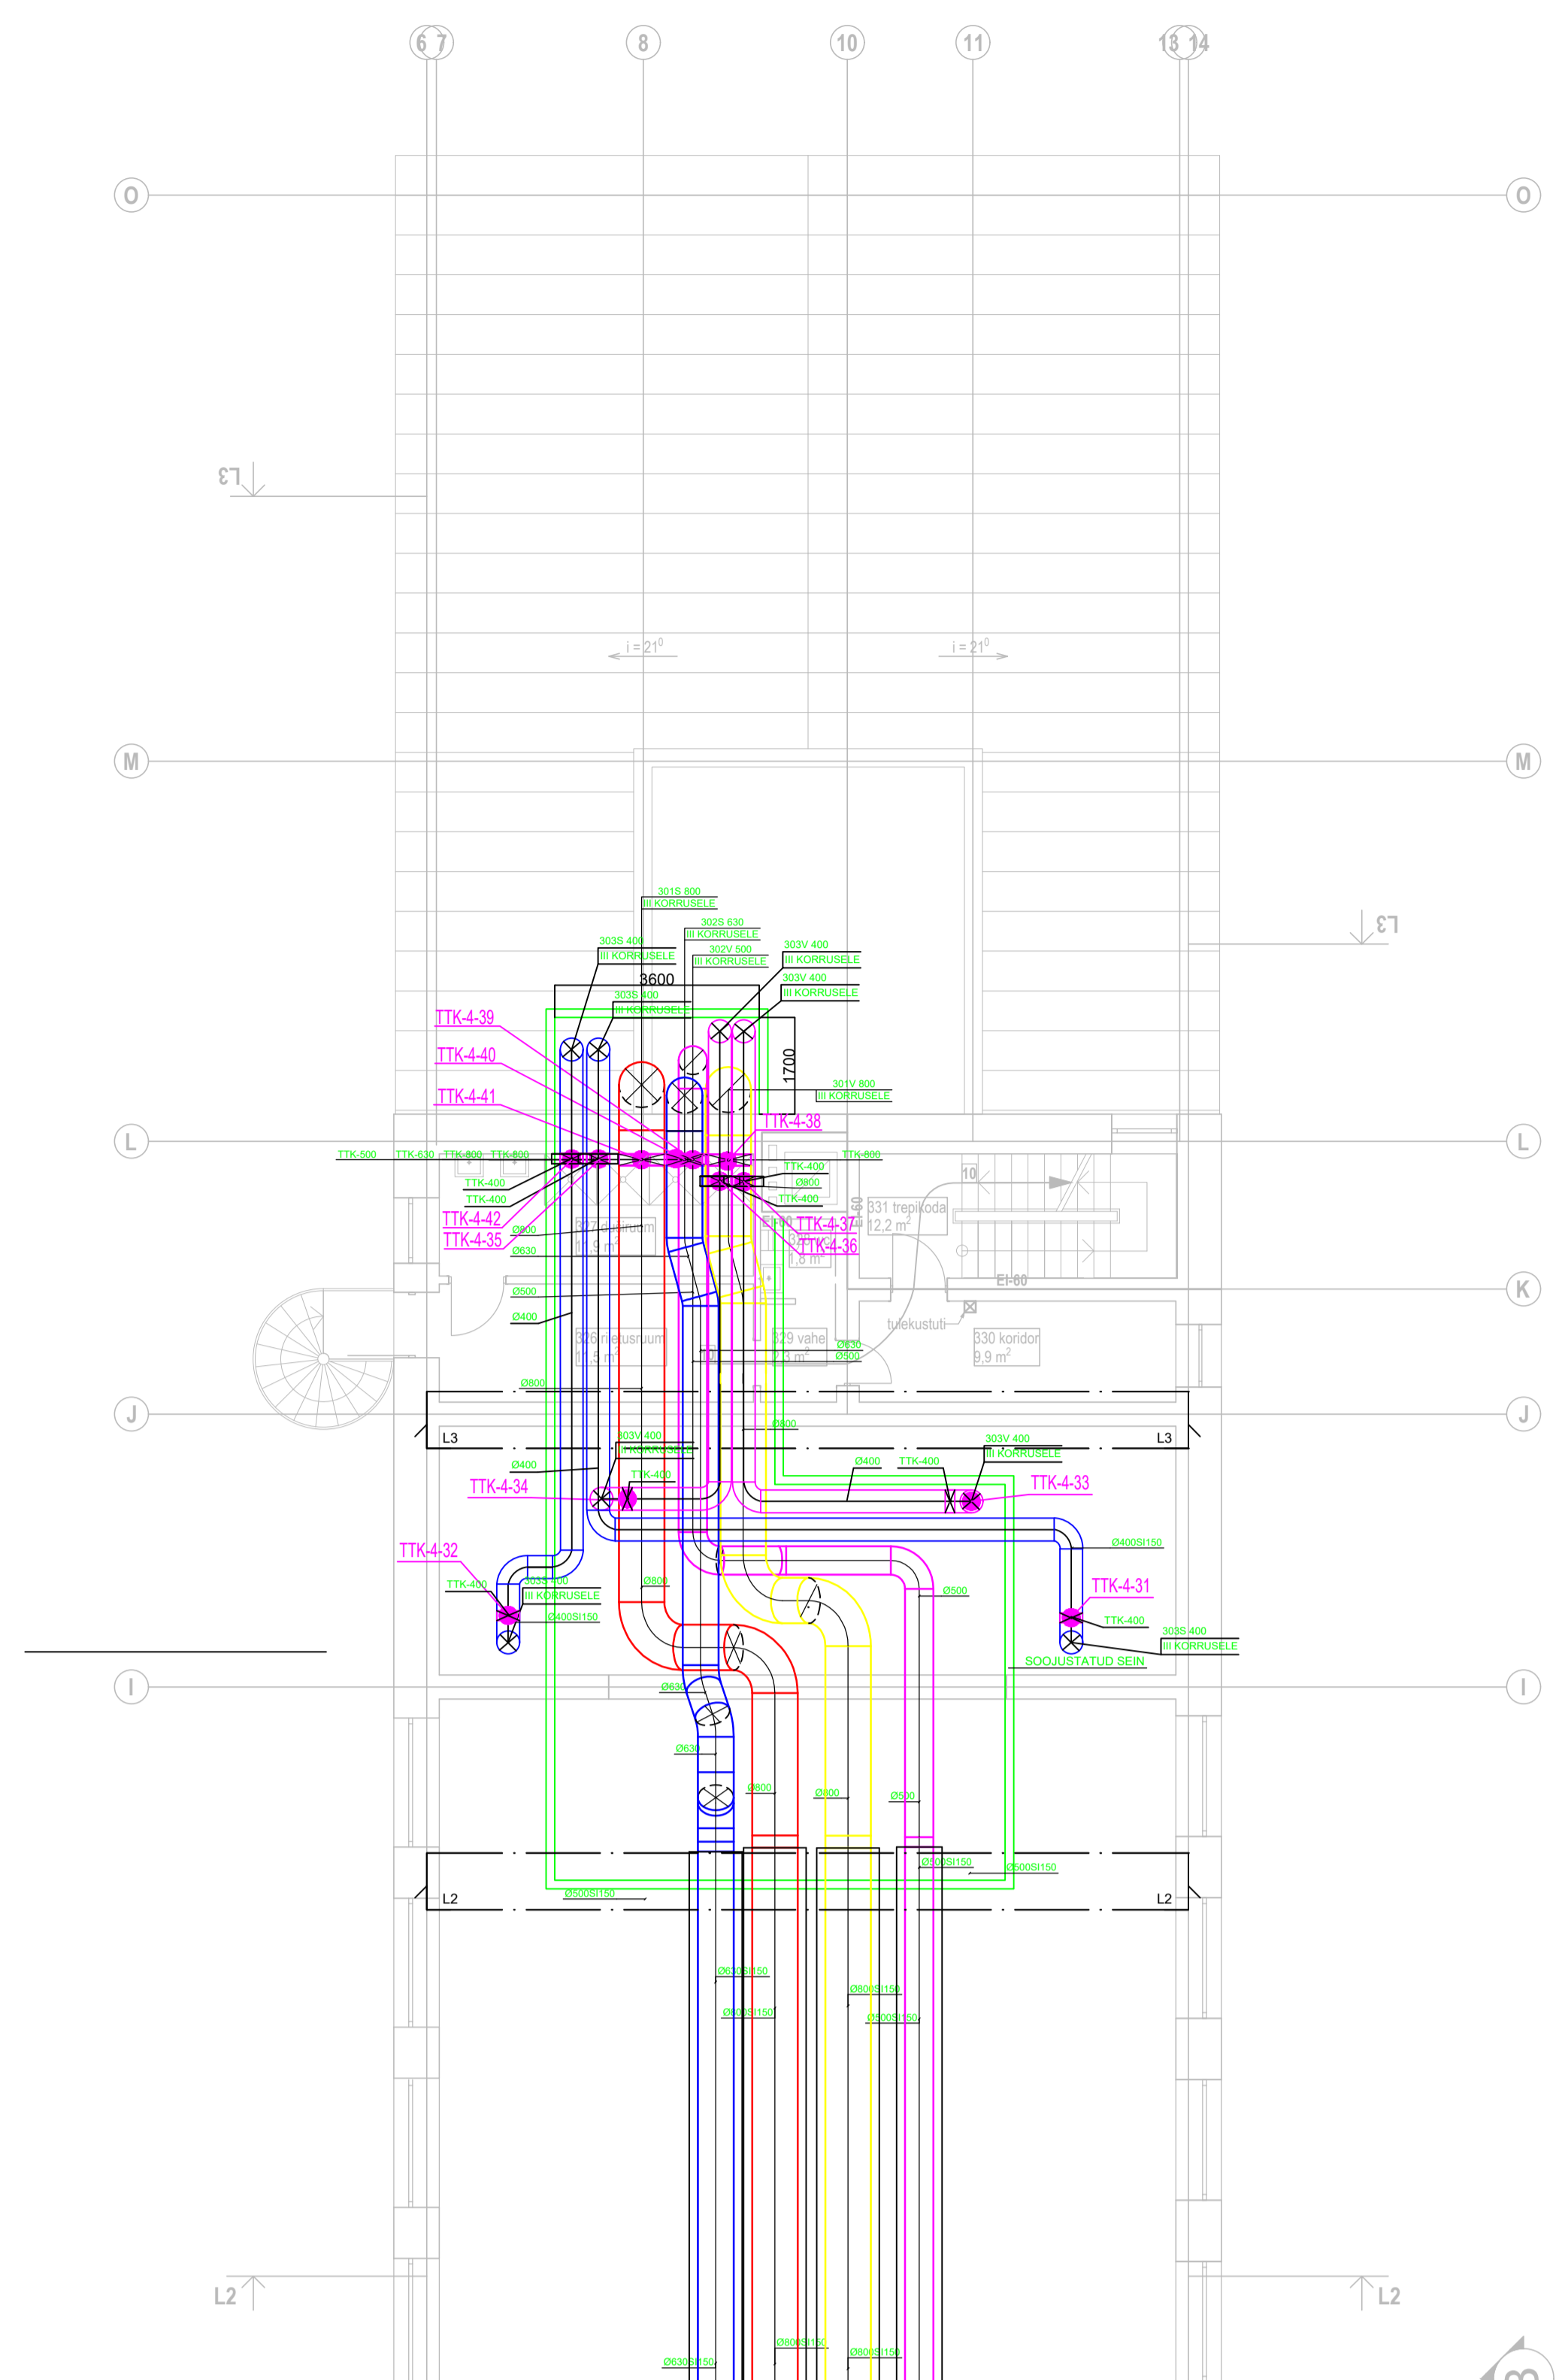 6 7 8 10 11 13 14
O O
L3
i = 21⁰ i = 21⁰
M M
301S 800
III KORRUSELE
302S 630
III KORRUSELE
L3
303S 400
III KORRUSELE
302V 500
III KORRUSELE
303V 400
III KORRUSELE
3600
303V 400
III KORRUSELE
303S 400
III KORRUSELE
TTK-4-39
TTK-4-40
1700
301V 800
III KORRUSELE
TTK-4-41
TTK-4-38
L L
TTK-500 TTK-630 TTK-800 TTK-800 TTK-800
TTK-400
10
TTK-400
Ø800
TTK-400
TTK-400
331 trepikoda
12,2 m²
EI-60
TTK-4-42
TTK-4-37
TTK-4-35
TTK-4-36
Ø800
Ø630
1,8 m²
EI-60
K
Ø500
Ø400
tulekustuti
329 vahe
330 koridor
9,9 m²
Ø630
Ø500
Ø800
J J
Ø800
L3 L3
303V 400
III KORRUSELE
303V 400
III KORRUSELE
Ø400
TTK-400
Ø400 TTK-400
TTK-4-34
TTK-4-33
TTK-4-32
Ø400SI150
TTK-400
303S 400
III KORRUSELE
Ø800
TTK-4-31
Ø500
Ø400SI150
TTK-400
303S 400
III KORRUSELE
SOOJUSTATUD SEIN
I I
Ø630
Ø630
Ø800
Ø800
Ø500
Ø500SI150
Ø500SI150
Ø500SI150
L2 L2
Ø630SI150
Ø800SI150
Ø800SI150
Ø500SI150
L2 L2
Ø800SI150
Ø800SI150
Ø630SI150